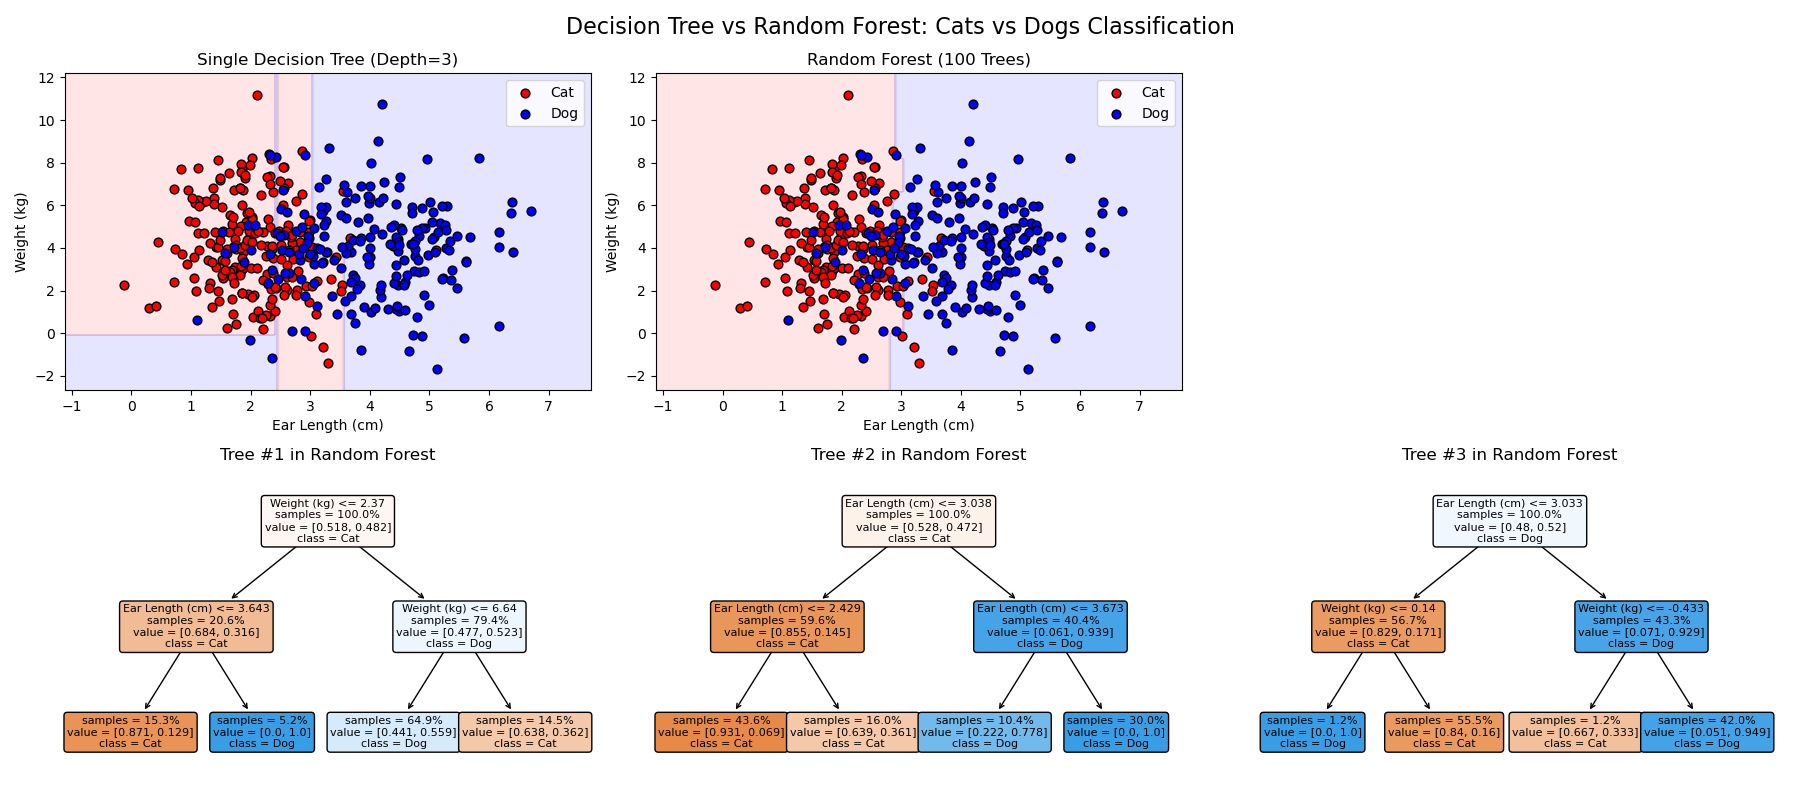 Decision Tree vs Random Forest: Cats vs Dogs Classification
Single Decision Tree (Depth=3)
Cat
Dog
12
10
8
6
4
2
0
−2
Weight (kg)
−1 0 1 2 3 4 5 6 7
Ear Length (cm)
Random Forest (100 Trees)
Cat
Dog
12
10
8
6
4
2
0
−2
Weight (kg)
−1 0 1 2 3 4 5 6 7
Ear Length (cm)
Tree #1 in Random Forest
Weight (kg) <= 2.37
samples = 100.0%
value = [0.518, 0.482]
class = Cat
Ear Length (cm) <= 3.643
samples = 20.6%
value = [0.684, 0.316]
class = Cat
Weight (kg) <= 6.64
samples = 79.4%
value = [0.477, 0.523]
class = Dog
samples = 15.3%
value = [0.871, 0.129]
class = Cat
samples = 5.2%
value = [0.0, 1.0]
class = Dog
samples = 64.9%
value = [0.441, 0.559]
class = Dog
samples = 14.5%
value = [0.638, 0.362]
class = Cat
Tree #2 in Random Forest
Ear Length (cm) <= 3.038
samples = 100.0%
value = [0.528, 0.472]
class = Cat
Ear Length (cm) <= 2.429
samples = 59.6%
value = [0.855, 0.145]
class = Cat
Ear Length (cm) <= 3.673
samples = 40.4%
value = [0.061, 0.939]
class = Dog
samples = 43.6%
value = [0.931, 0.069]
class = Cat
samples = 16.0%
value = [0.639, 0.361]
class = Cat
samples = 10.4%
value = [0.222, 0.778]
class = Dog
samples = 30.0%
value = [0.0, 1.0]
class = Dog
Tree #3 in Random Forest
Ear Length (cm) <= 3.033
samples = 100.0%
value = [0.48, 0.52]
class = Dog
Weight (kg) <= 0.14
samples = 56.7%
value = [0.829, 0.171]
class = Cat
Weight (kg) <= -0.433
samples = 43.3%
value = [0.071, 0.929]
class = Dog
samples = 1.2%
value = [0.0, 1.0]
class = Dog
samples = 55.5%
value = [0.84, 0.16]
class = Cat
samples = 1.2%
value = [0.667, 0.333]
class = Cat
samples = 42.0%
value = [0.051, 0.949]
class = Dog